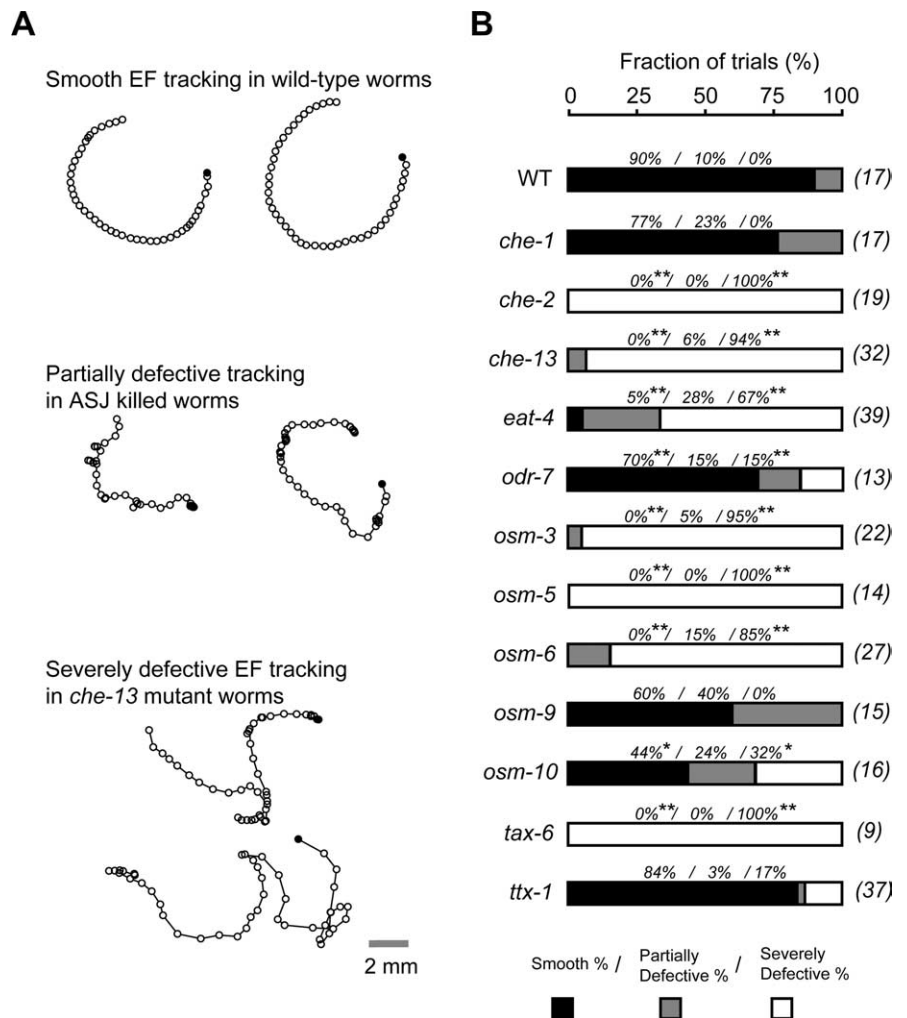 A
Smooth EF tracking in wild-type worms
Partially defective tracking
in ASJ killed worms
Severely defective EF tracking
in che-13 mutant worms
2 mm
B
Fraction of trials (%)
0 25 50 75 100
90% / 10% / 0%
WT (17)
77% / 23% / 0%
che-1 (17)
0%**/ 0% / 100%**
che-2 (19)
0%**/ 6% / 94%**
che-13 (32)
5%**/ 28% / 67%**
eat-4 (39)
70%**/ 15% / 15%**
odr-7 (13)
0%**/ 5% / 95%**
osm-3 (22)
0%**/ 0% / 100%**
osm-5 (14)
0%**/ 15% / 85%**
osm-6 (27)
60% / 40% / 0%
osm-9 (15)
44%*/ 24% / 32%*
osm-10 (16)
0%**/ 0% / 100%**
tax-6 (9)
84% / 3% / 17%
ttx-1 (37)
Smooth % / Partially Defective % / Severely Defective %